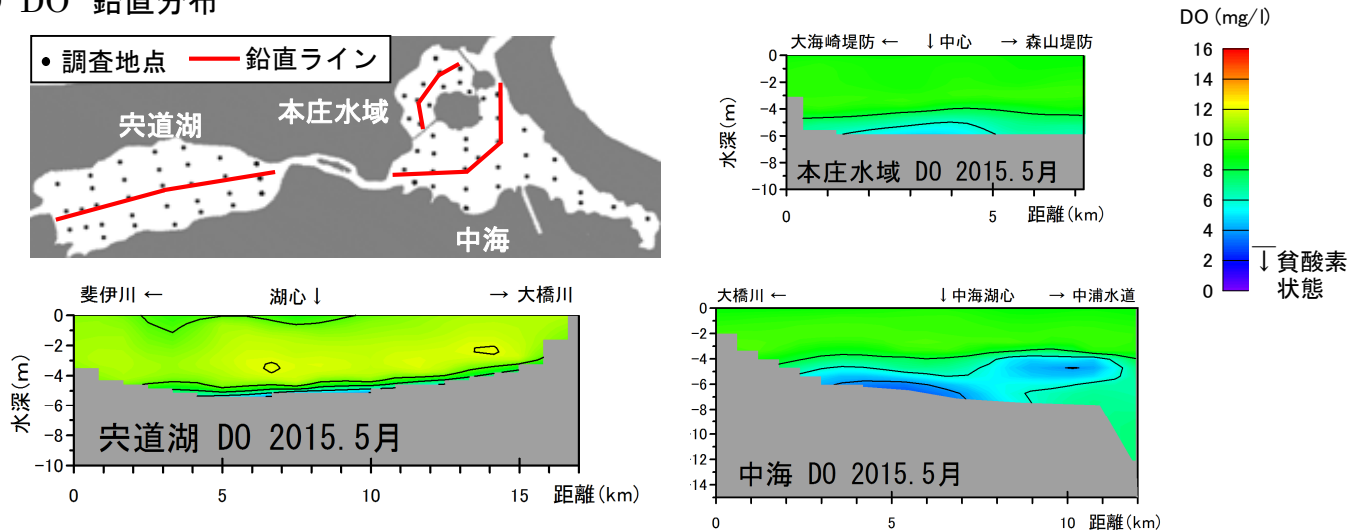 DO 鉛直分布
• 調査地点 鉛直ライン
宍道湖
本庄水域
中海
大海崎堤防 ← ↓中心 → 森山堤防
0
-2
-4
-6
-8
-10
水深(m)
本庄水域 DO 2015.5月
0 5 距離(km)
DO (mg/l)
16
14
12
10
8
6
4
2
0
↓ 貧酸素
状態
斐伊川 ← 湖心↓ → 大橋川
0
-2
-4
-6
-8
-10
水深(m)
宍道湖 DO 2015.5月
0 5 10 15 距離(km)
大橋川 ← ↓中海湖心 → 中浦水道
0
-2
-4
-6
-8
-10
-12
-14
水深(m)
中海 DO 2015.5月
0 5 10 距離(km)